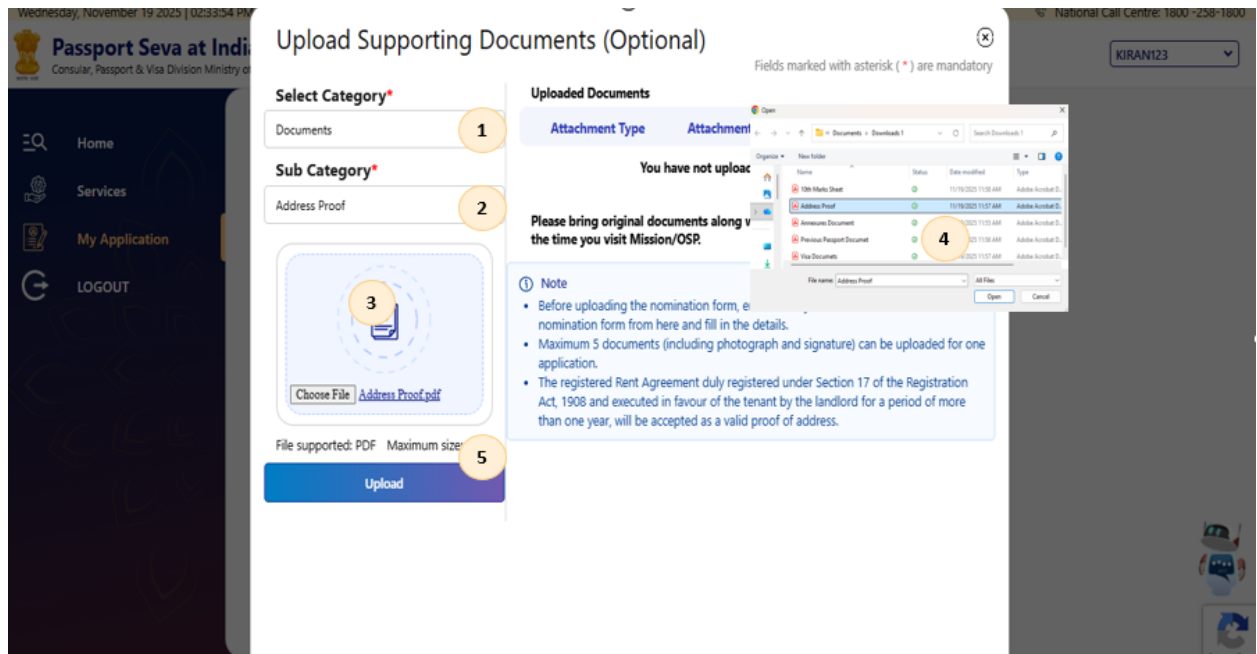 Wednesday, November 19 2025 | 02:33:54 PM
National Call Centre: 1800 -258-1800
Passport Seva at Indi
Consular, Passport & Visa Division Ministry of
KIRAN123
Home
Services
My Application
LOGOUT
Upload Supporting Documents (Optional)
Fields marked with asterisk ( * ) are mandatory
Select Category*
Documents
1
Sub Category*
Address Proof
2
3
Choose File Address Proof.pdf
File supported: PDF Maximum size
5
Upload
Uploaded Documents
Attachment Type Attachment
You have not uploa
Please bring original documents along
the time you visit Mission/OSP.
Note
• Before uploading the nomination form,
nomination form from here and fill in the details.
• Maximum 5 documents (including photograph and signature) can be uploaded for one
application.
• The registered Rent Agreement duly registered under Section 17 of the Registration
Act, 1908 and executed in favour of the tenant by the landlord for a period of more
than one year, will be accepted as a valid proof of address.
Open
Documents > Downloads 1
Search Downloads 1
Organize New folder
Name Status Date modified Type
10th Marks Sheet 11/19/2025 11:58 AM Adobe Acrobat D..
Address Proof 11/19/2025 11:57 AM Adobe Acrobat D..
Annexures Document 11:55 AM Adobe Acrobat D..
Previous Passport Documet 11:56 AM Adobe Acrobat D..
Visa Documets 11:57 AM Adobe Acrobat D..
4
File name: Address Proof All Files
Open Cancel